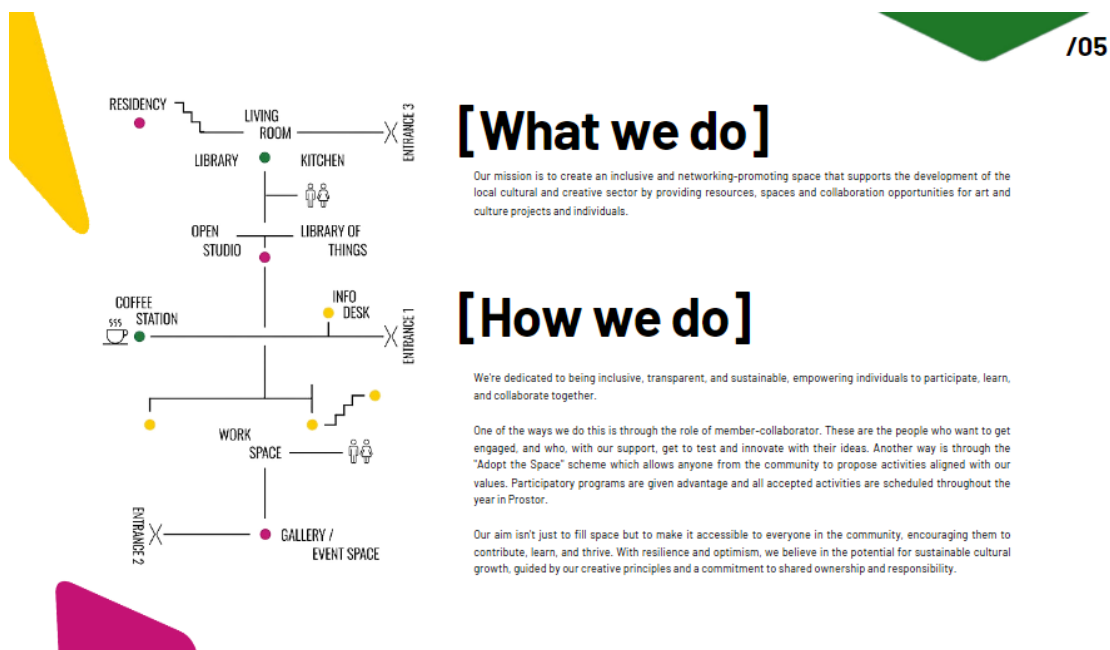 /05
RESIDENCY
LIVING
ROOM
ENTRANCE 3
LIBRARY
KITCHEN
OPEN
STUDIO
LIBRARY OF
THINGS
INFO
DESK
COFFEE
STATION
ENTRANCE 1
WORK
SPACE
ENTRANCE 2
GALLERY /
EVENT SPACE
[What we do]
Our mission is to create an inclusive and networking-promoting space that supports the development of the
local cultural and creative sector by providing resources, spaces and collaboration opportunities for art and
culture projects and individuals.
[How we do]
We're dedicated to being inclusive, transparent, and sustainable, empowering individuals to participate, learn,
and collaborate together.
One of the ways we do this is through the role of member-collaborator. These are the people who want to get
engaged, and who, with our support, get to test and innovate with their ideas. Another way is through the
"Adopt the Space" scheme which allows anyone from the community to propose activities aligned with our
values. Participatory programs are given advantage and all accepted activities are scheduled throughout the
year in Prostor.
Our aim isn't just to fill space but to make it accessible to everyone in the community, encouraging them to
contribute, learn, and thrive. With resilience and optimism, we believe in the potential for sustainable cultural
growth, guided by our creative principles and a commitment to shared ownership and responsibility.